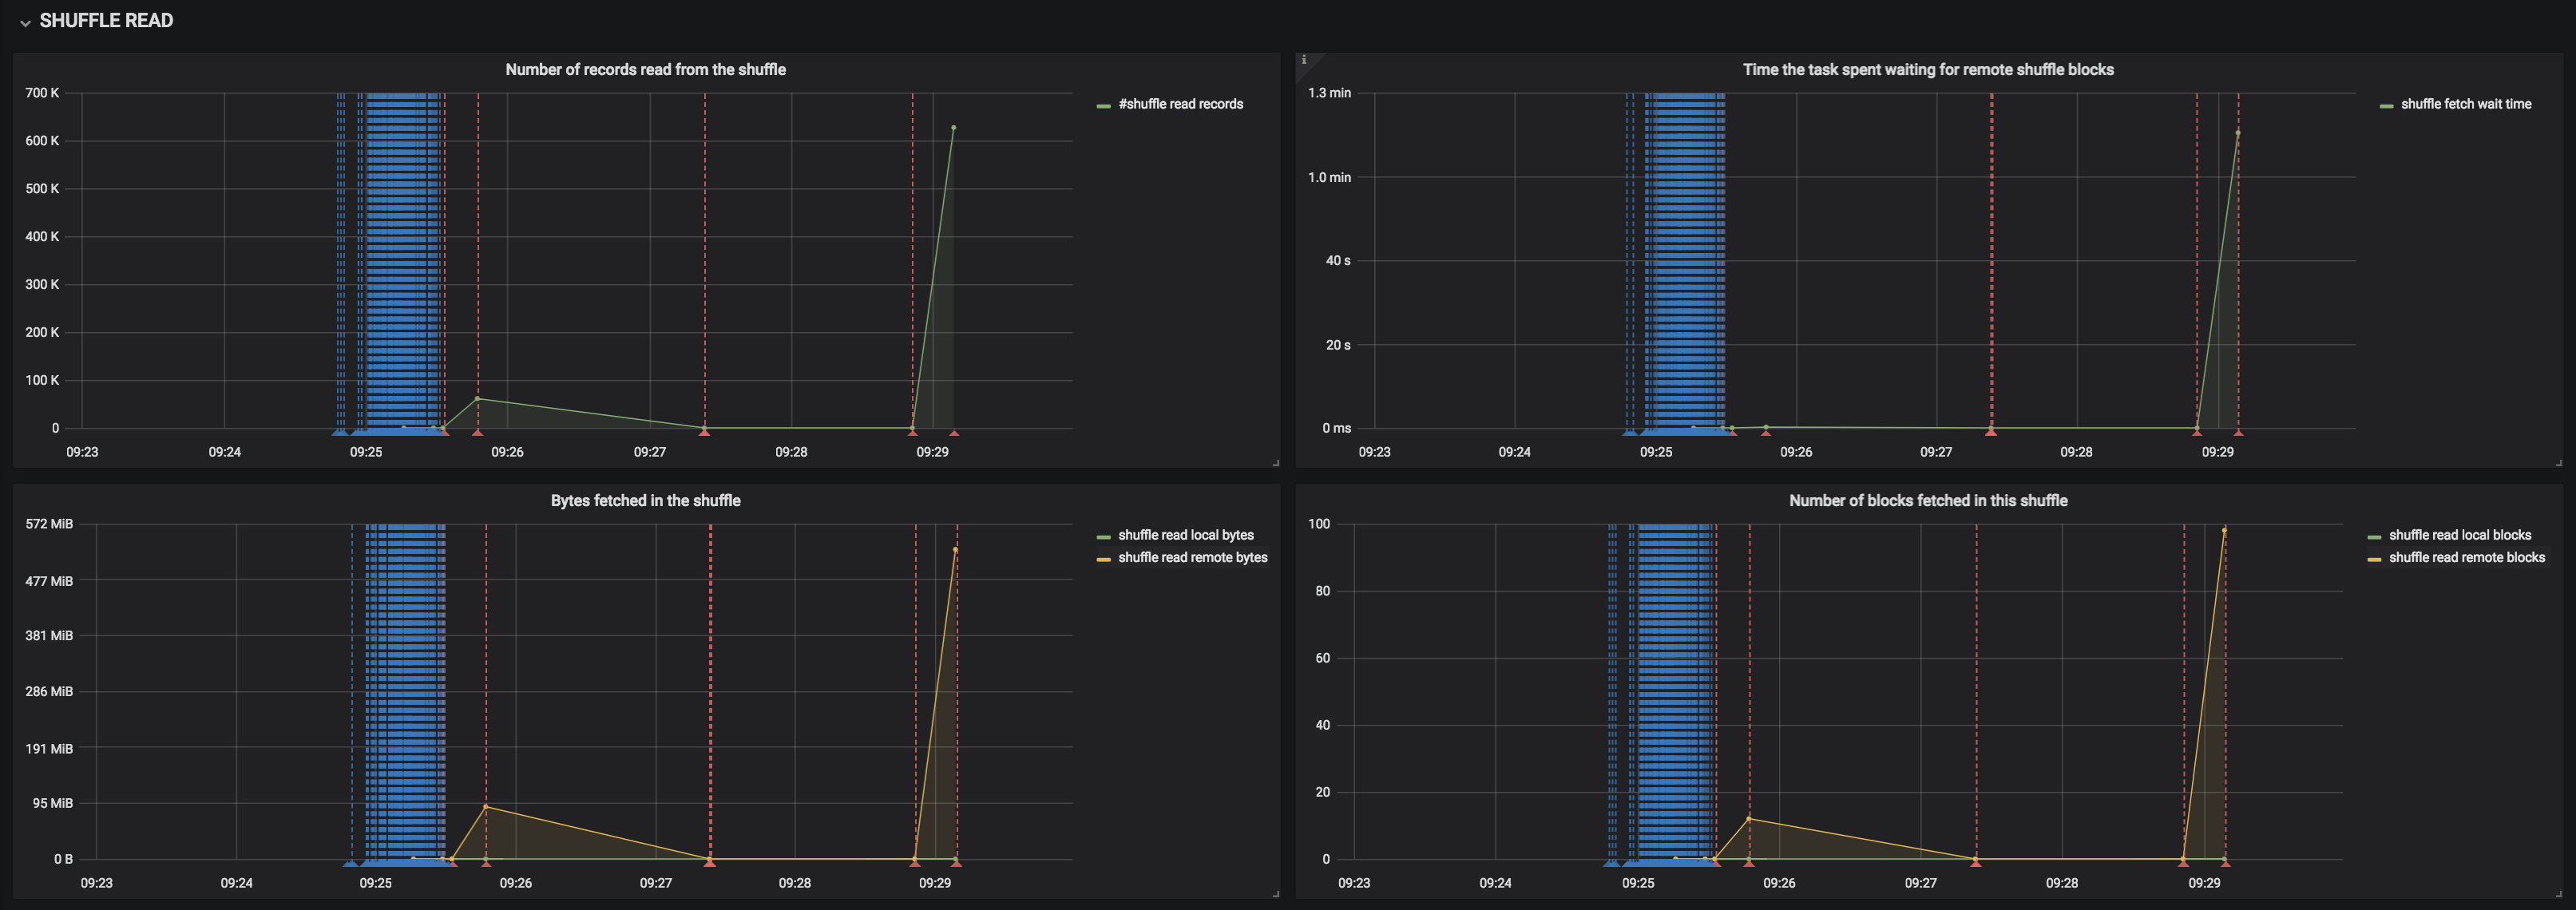 SHUFFLE READ
Number of records read from the shuffle
700 K
600 K
500 K
400 K
300 K
200 K
100 K
0
09:23 09:24 09:25 09:26 09:27 09:28 09:29
#shuffle read records
i
Time the task spent waiting for remote shuffle blocks
1.3 min
1.0 min
40 s
20 s
0 ms
09:23 09:24 09:25 09:26 09:27 09:28 09:29
shuffle fetch wait time
Bytes fetched in the shuffle
572 MiB
477 MiB
381 MiB
286 MiB
191 MiB
95 MiB
0 B
09:23 09:24 09:25 09:26 09:27 09:28 09:29
shuffle read local bytes
shuffle read remote bytes
Number of blocks fetched in this shuffle
100
80
60
40
20
0
09:23 09:24 09:25 09:26 09:27 09:28 09:29
shuffle read local blocks
shuffle read remote blocks